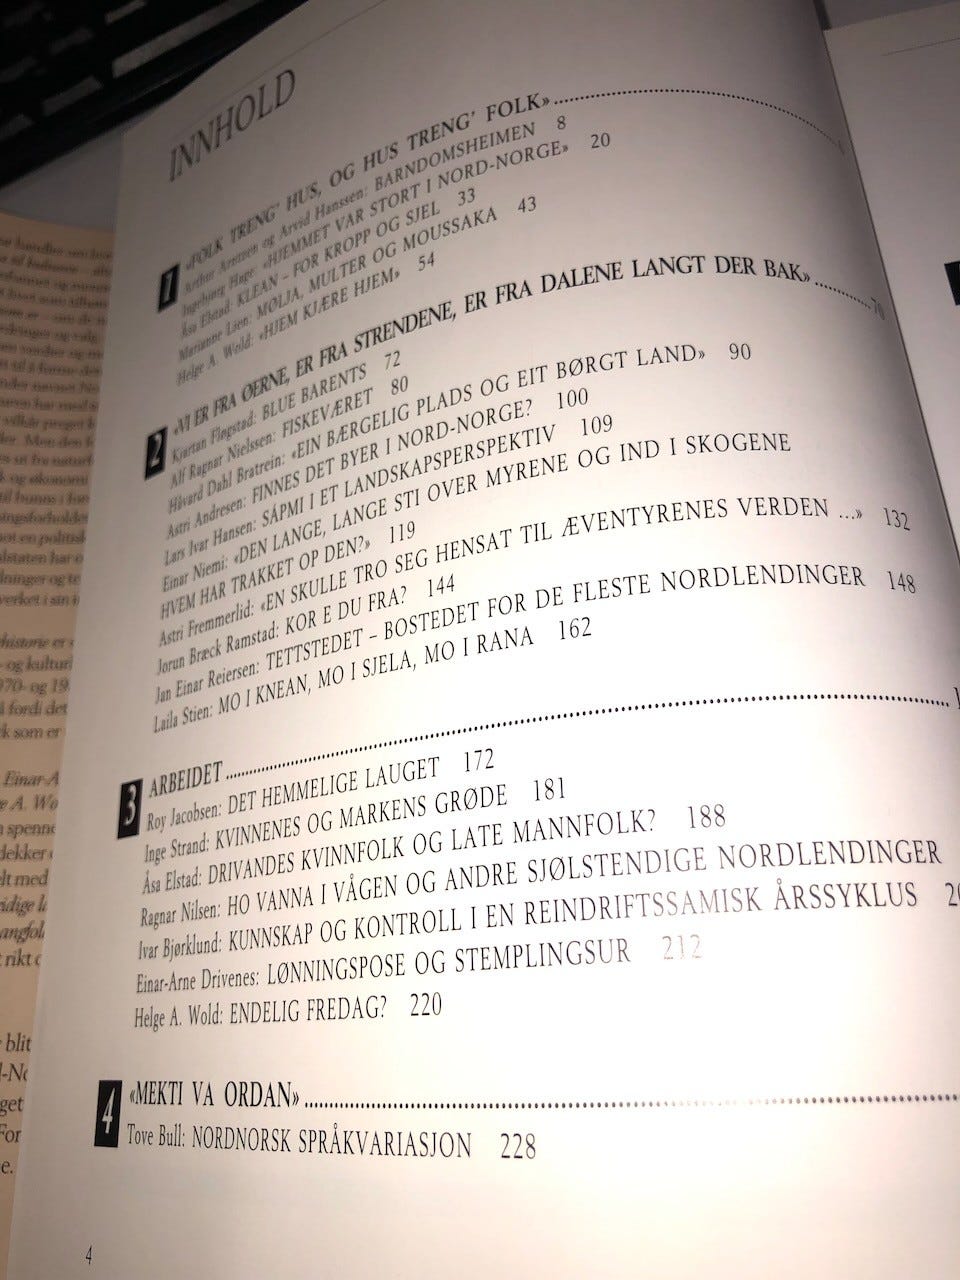 INNHOLD
1 «FOLK TRENG' HUS, OG HUS TRENG' FOLK»
Arthur Arntzen og Arvid Hanssen: BARNDOMSHEIMEN 8
Ingeborg Hage: «HJEMMET VAR STORT I NORD-NORGE» 20
Åsa Elstad: KLEAN – FOR KROPP OG SJEL 33
Marianne Lien: MØLJA, MULTER OG MOUSSAKA 43
Helge A. Wold: «HJEM KJÆRE HJEM» 54
2 «VI ER FRA ØERNE, ER FRA STRENDENE, ER FRA DALENE LANGT DER BAK» 70
Kjartan Fløgstad: BLUE BARENTS 72
Alf Ragnar Nielssen: FISKEVÆRET 80
Håvard Dahl Bratrein: «EIN BÆRGELIG PLADS OG EIT BØRGT LAND» 90
Astri Andresen: FINNES DET BYER I NORD-NORGE? 100
Lars Ivar Hansen: SÁPMI I ET LANDSKAPSPERSPEKTIV 109
Einar Niemi: «DEN LANGE, LANGE STI OVER MYRENE OG IND I SKOGENE
HVEM HAR TRAKKET OP DEN?» 119
Astri Fremmerlid: «EN SKULLE TRO SEG HENSAT TIL ÆVENTYRENES VERDEN ...» 132
Jorun Bræck Ramstad: KOR E DU FRA? 144
Jan Einar Reiersen: TETTSTEDET – BOSTEDET FOR DE FLESTE NORDLENDINGER 148
Laila Stien: MO I KNEAN, MO I SJELA, MO I RANA 162
3 ARBEIDET
Roy Jacobsen: DET HEMMELIGE LAUGET 172
Inge Strand: KVINNENES OG MARKENS GRØDE 181
Åsa Elstad: DRIVANDES KVINNFOLK OG LATE MANNFOLK? 188
Ragnar Nilsen: HO VANNA I VÅGEN OG ANDRE SJØLSTENDIGE NORDLENDINGER
Ivar Bjørklund: KUNNSKAP OG KONTROLL I EN REINDRIFTSSAMISK ÅRSSYKLUS
Einar-Arne Drivenes: LØNNINGSPOSE OG STEMPLINGSUR 212
Helge A. Wold: ENDELIG FREDAG? 220
4 «MEKTI VA ORDAN»
Tove Bull: NORDNORSK SPRÅKVARIASJON 228
4